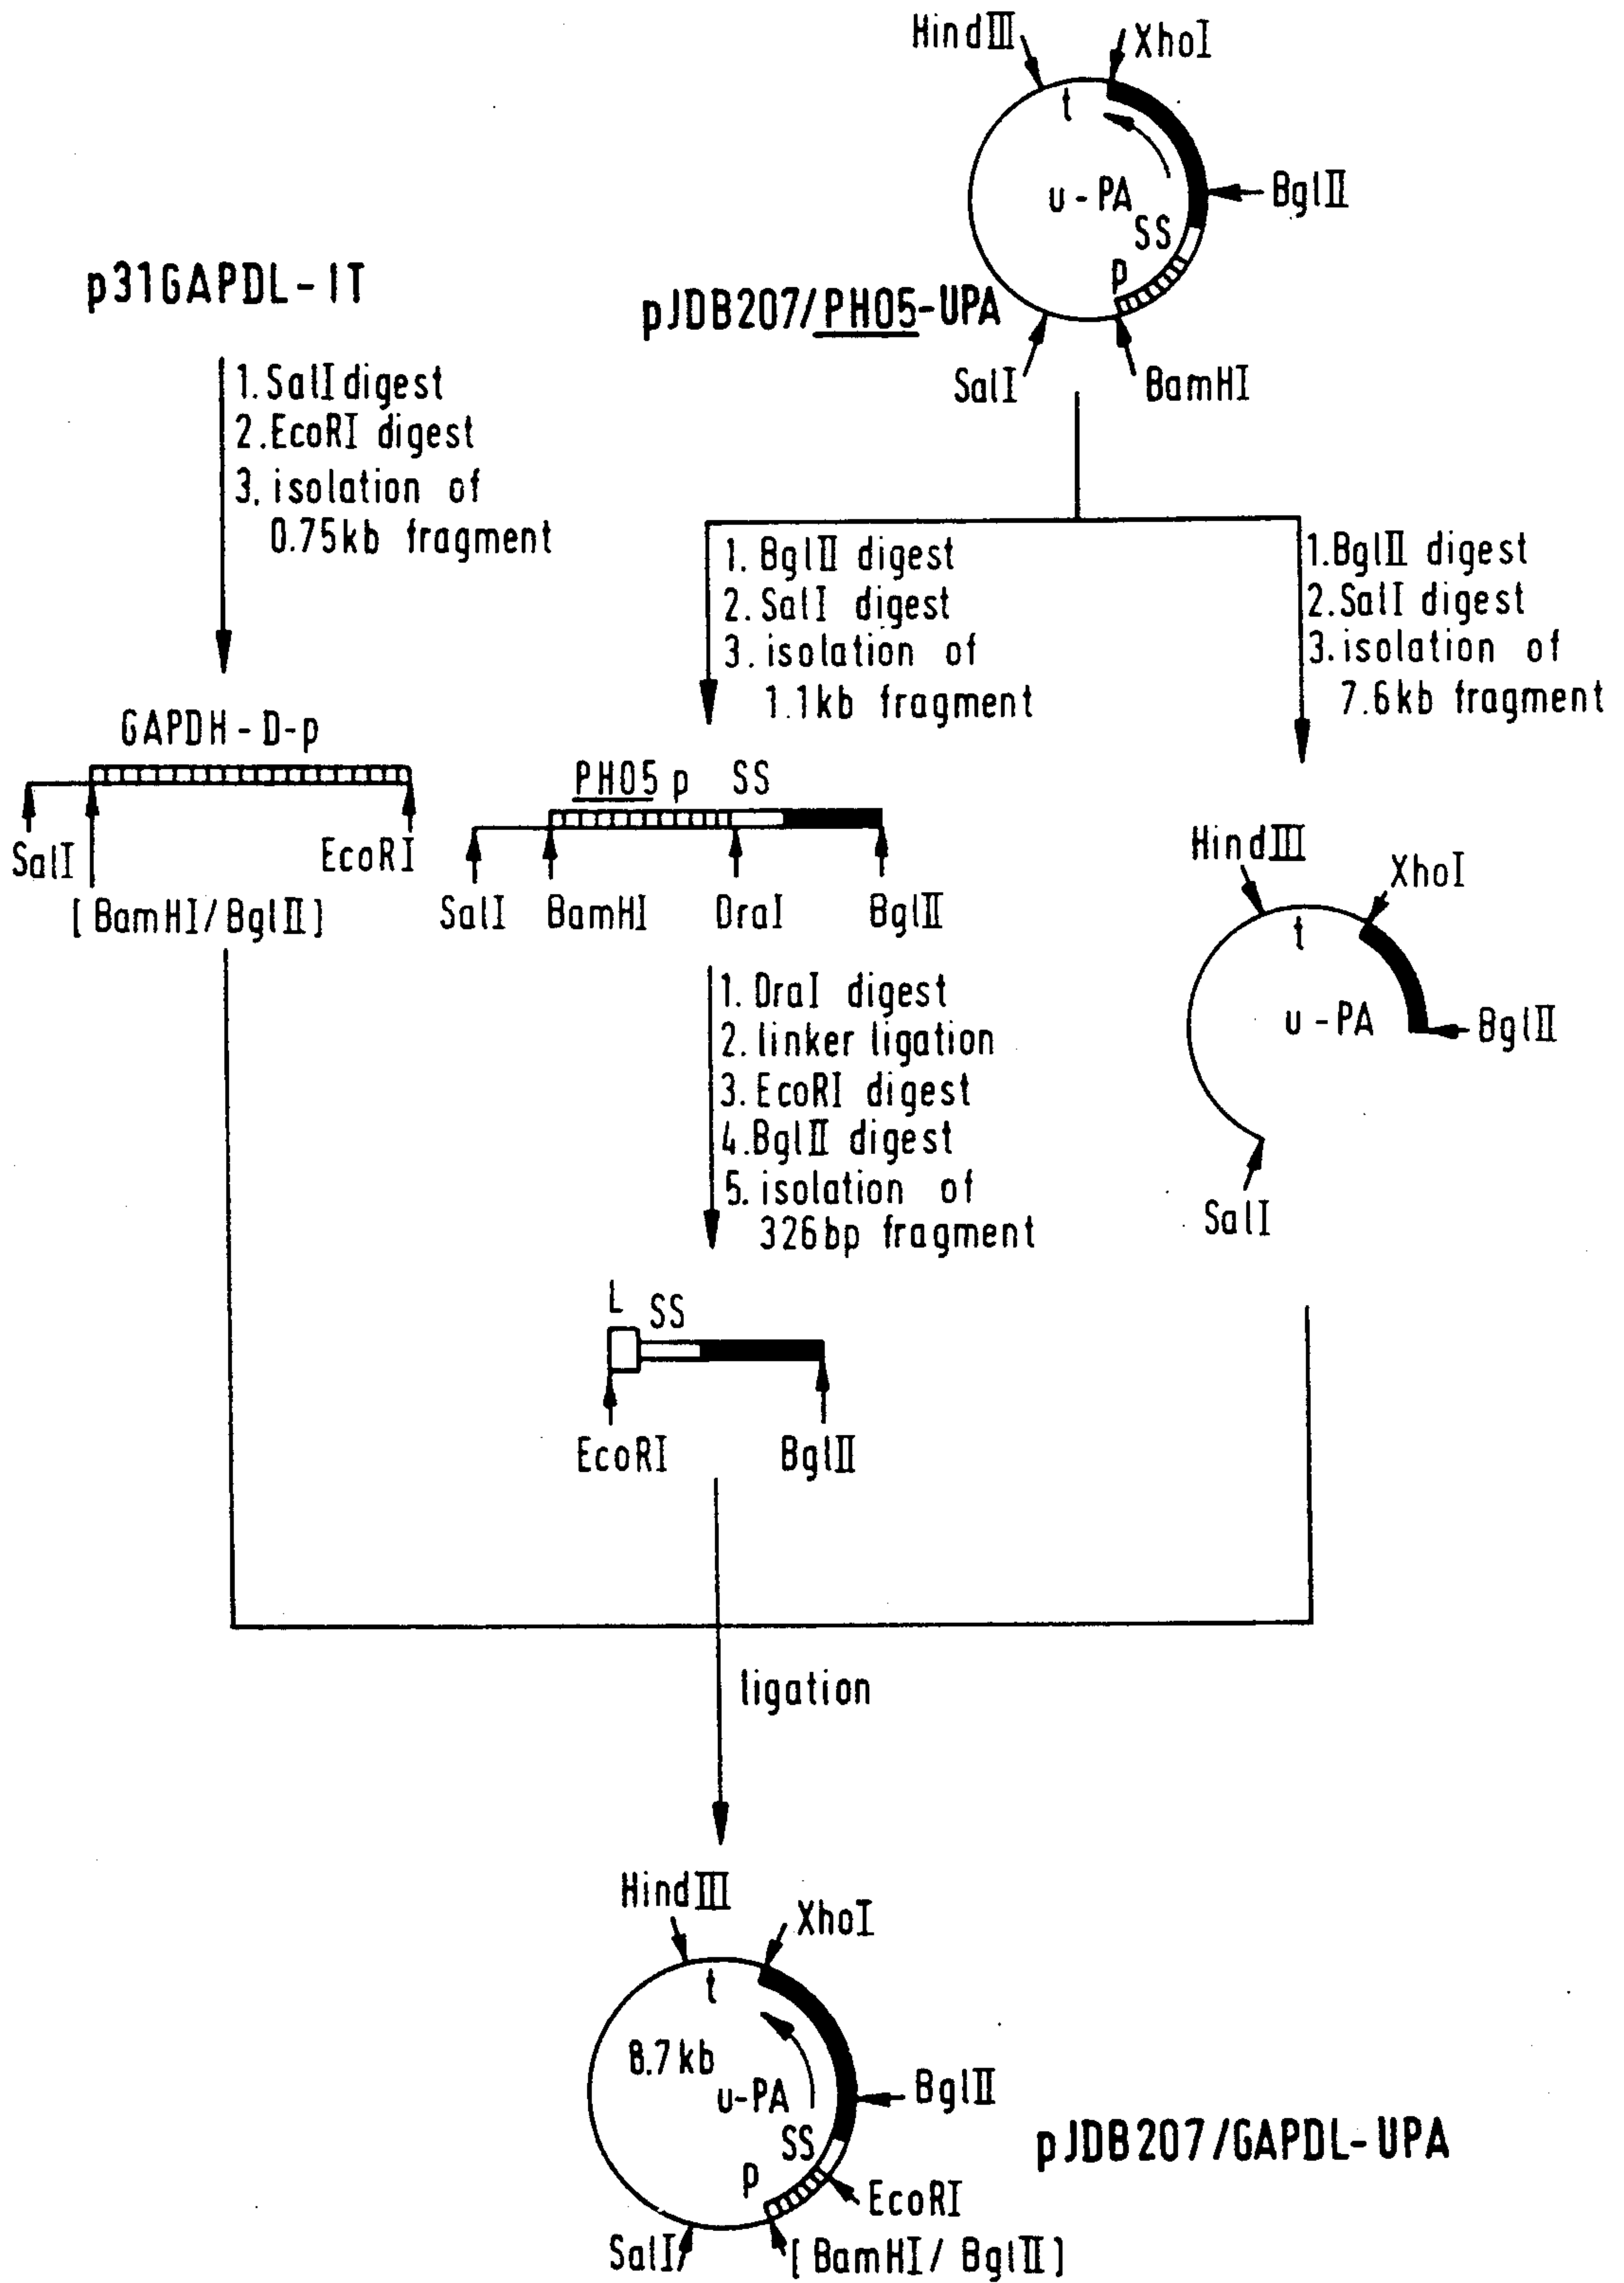 HindIII
XhoI
t
u-PA
BglII
SS
p
p31GAPDL-IT
pJDB207/PHO5-UPA
SalI
BamHI
1. SalI digest
2. EcoRI digest
3. isolation of
0.75kb fragment
1. BglII digest
2. SalI digest
3. isolation of
1.1kb fragment
1. BglII digest
2. SalI digest
3. isolation of
7.6kb fragment
GAPDH-D-p
SalI
EcoRI
[BamHI/BglII]
PHO5 p SS
SalI BamHI DraI BglII
HindIII
XhoI
t
u-PA
BglII
SalI
1. DraI digest
2. linker ligation
3. EcoRI digest
4. BglII digest
5. isolation of
326bp fragment
L SS
EcoRI BglII
ligation
HindIII
XhoI
t
8.7kb
u-PA
BglII
SS
pJDB207/GAPDL-UPA
p
EcoRI
SalI
[BamHI/BglII]